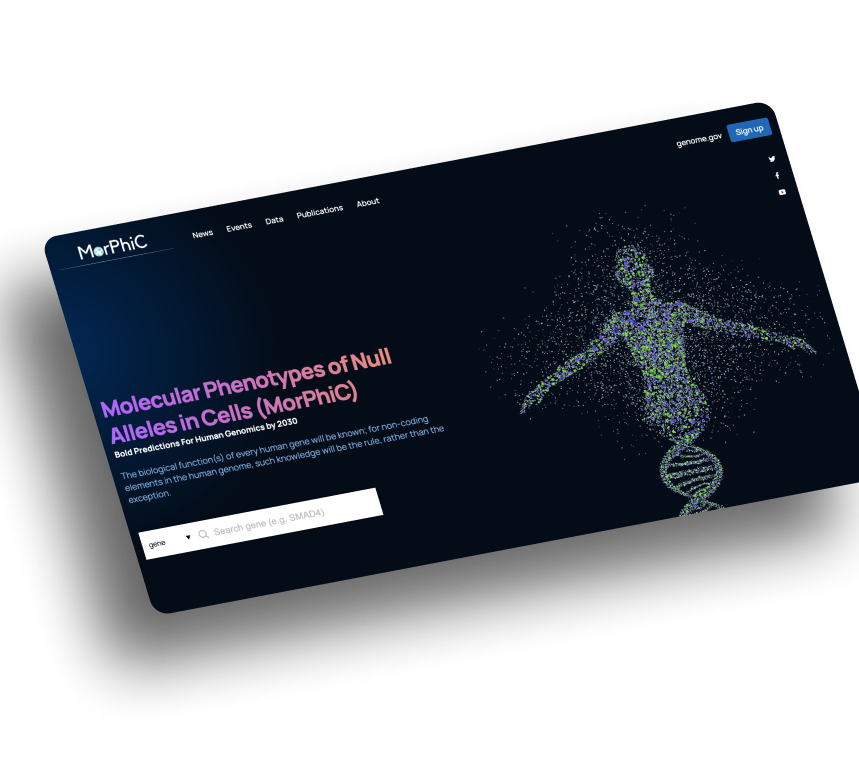 genome.gov Sign up
MorPhiC News Events Data Publications About
Molecular Phenotypes of Null
Alleles in Cells (MorPhiC)
Bold Predictions For Human Genomics by 2030
The biological function(s) of every human gene will be known; for non-coding
elements in the human genome, such knowledge will be the rule, rather than the
exception.
gene Search gene (e.g. SMAD4)